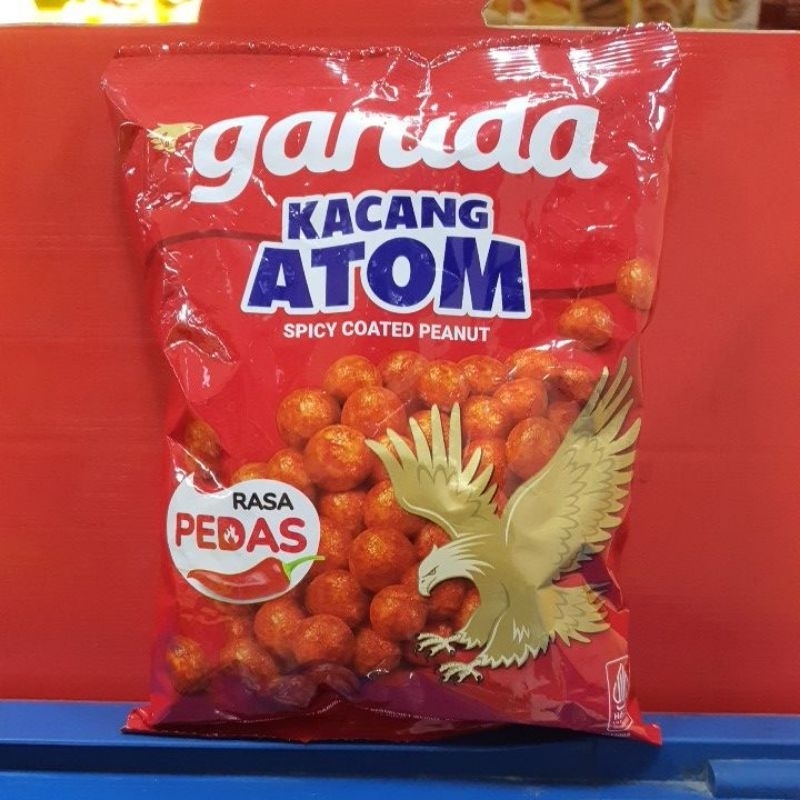 garuda
KACANG
ATOM
SPICY COATED PEANUT
RASA
PEDAS